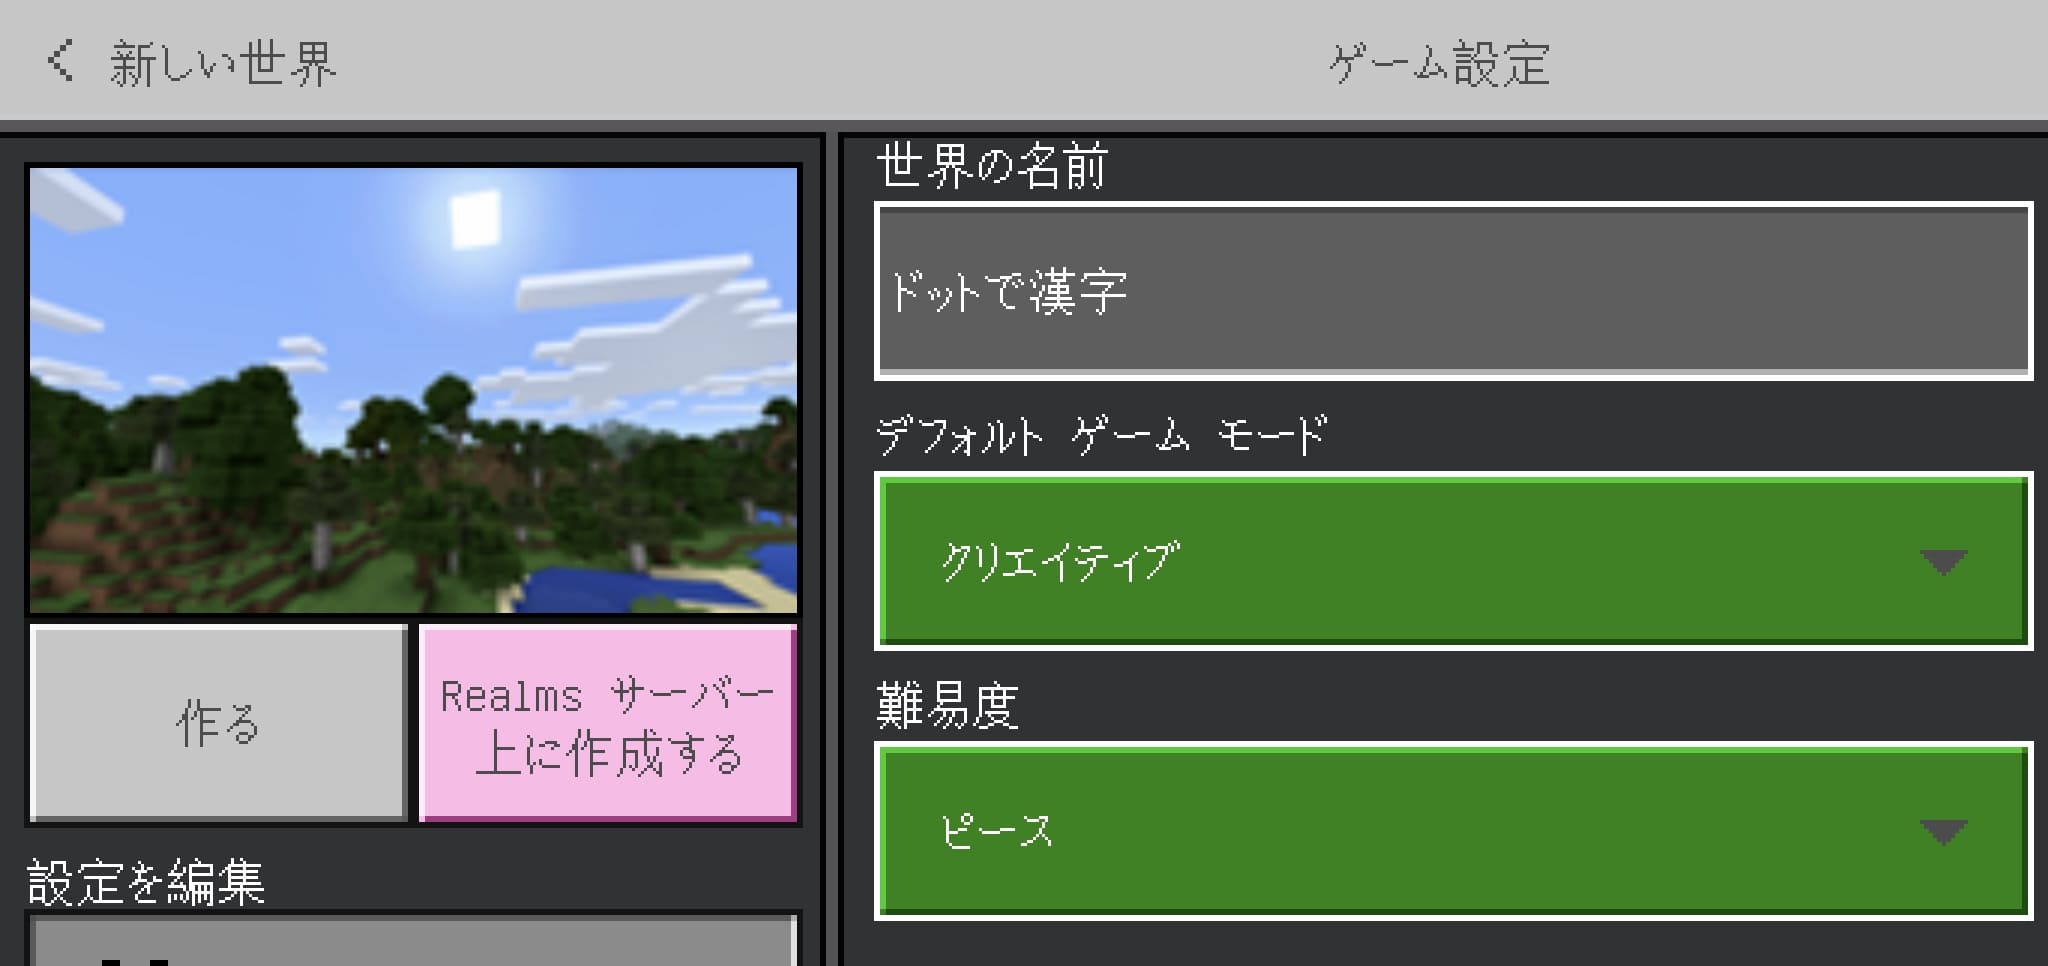 新しい世界
ゲーム設定
作る
Realms サーバー
上に作成する
設定を編集
世界の名前
ドットで漢字
デフォルト ゲーム モード
クリエイティブ
難易度
ピース